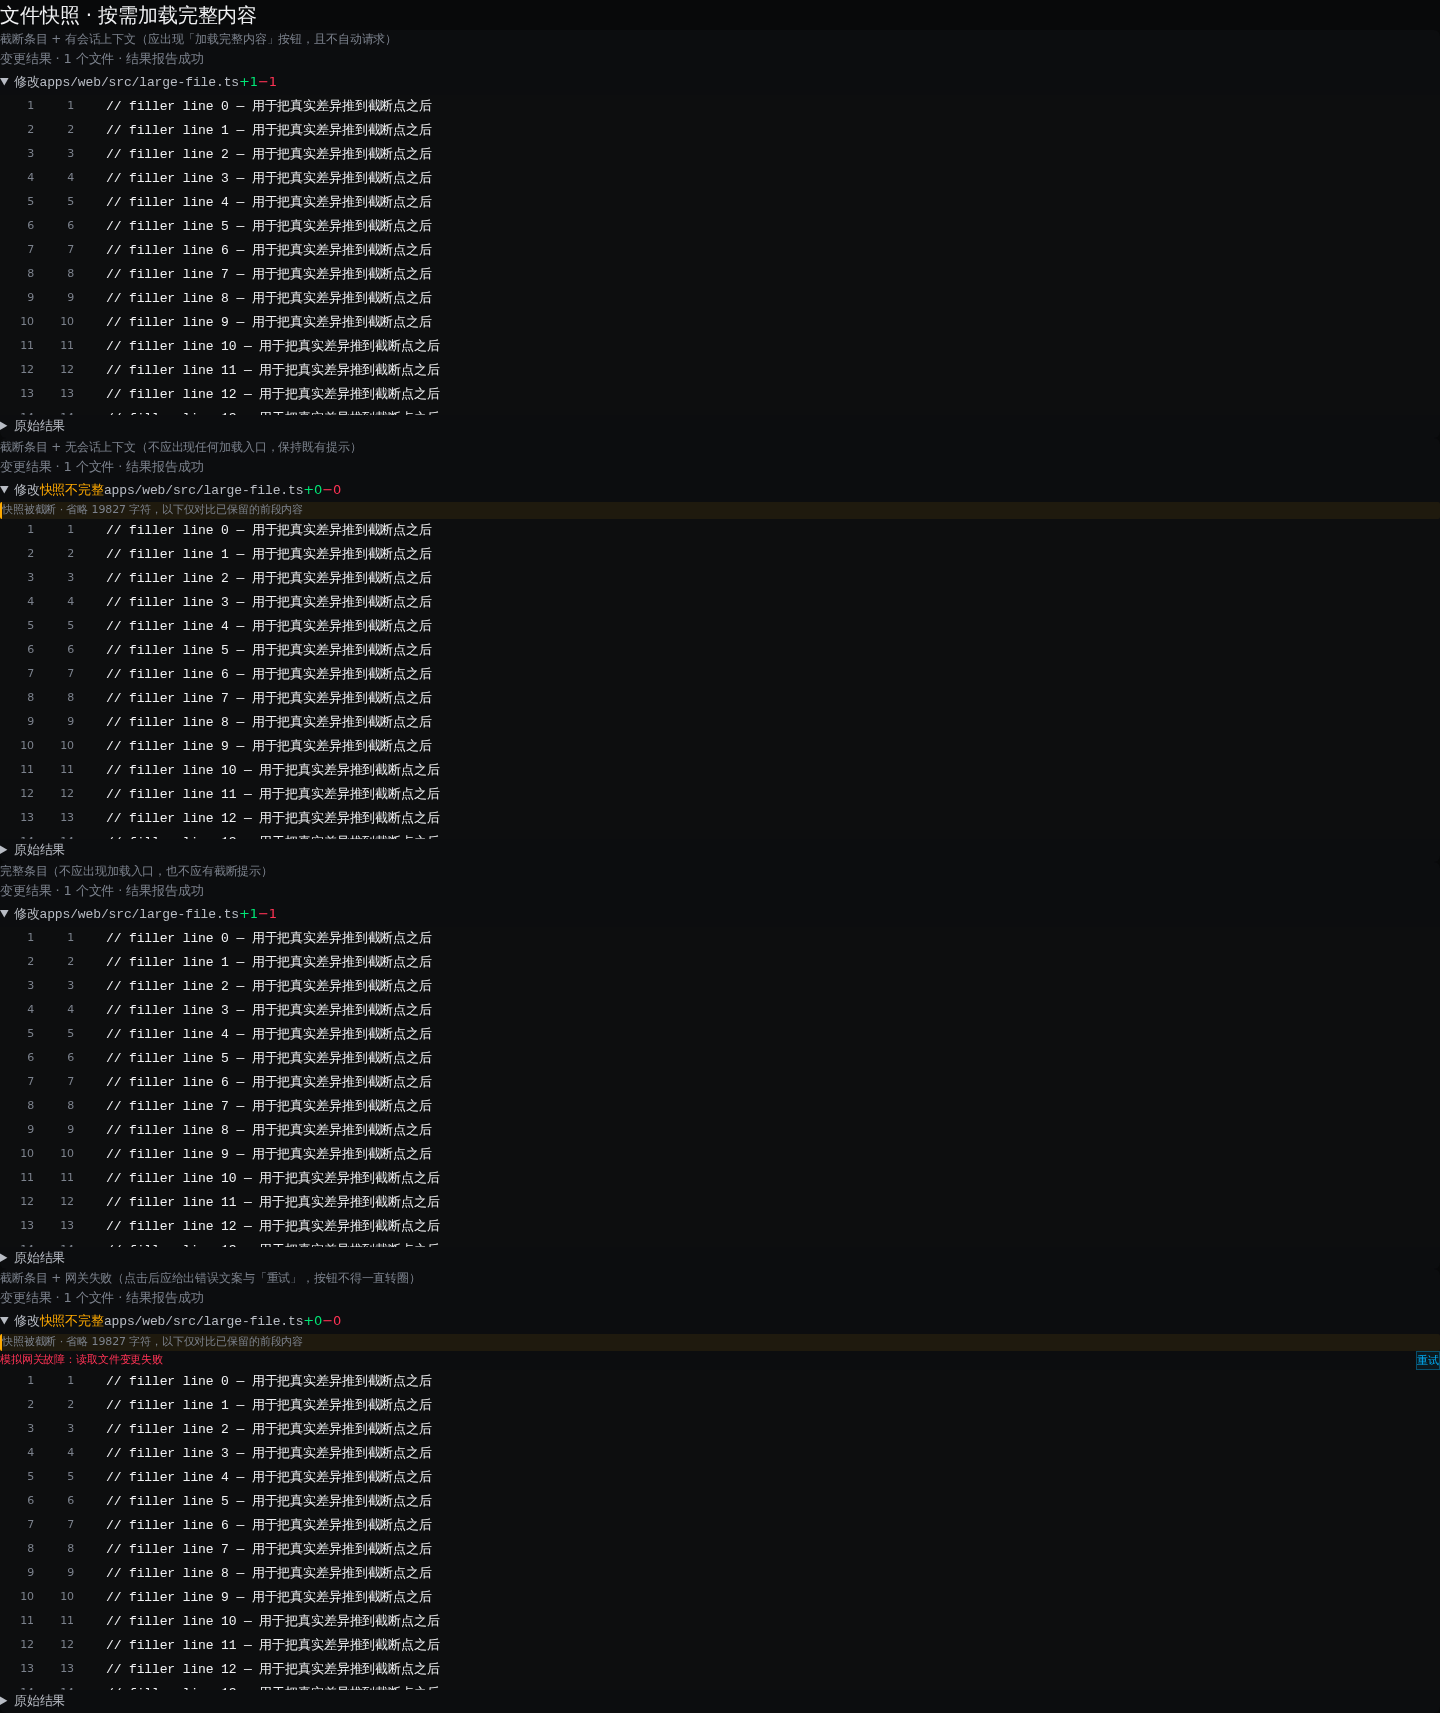 文件快照 · 按需加载完整内容
截断条目 + 有会话上下文（应出现「加载完整内容」按钮，且不自动请求）
变更结果 · 1 个文件 · 结果报告成功
▼ 修改apps/web/src/large-file.ts+1−1
1 1 // filler line 0 — 用于把真实差异推到截断点之后
2 2 // filler line 1 — 用于把真实差异推到截断点之后
3 3 // filler line 2 — 用于把真实差异推到截断点之后
4 4 // filler line 3 — 用于把真实差异推到截断点之后
5 5 // filler line 4 — 用于把真实差异推到截断点之后
6 6 // filler line 5 — 用于把真实差异推到截断点之后
7 7 // filler line 6 — 用于把真实差异推到截断点之后
8 8 // filler line 7 — 用于把真实差异推到截断点之后
9 9 // filler line 8 — 用于把真实差异推到截断点之后
10 10 // filler line 9 — 用于把真实差异推到截断点之后
11 11 // filler line 10 — 用于把真实差异推到截断点之后
12 12 // filler line 11 — 用于把真实差异推到截断点之后
13 13 // filler line 12 — 用于把真实差异推到截断点之后
▶ 原始结果
截断条目 + 无会话上下文（不应出现任何加载入口，保持既有提示）
变更结果 · 1 个文件 · 结果报告成功
▼ 修改快照不完整apps/web/src/large-file.ts+0−0
快照被截断 · 省略 19827 字符，以下仅对比已保留的前段内容
1 1 // filler line 0 — 用于把真实差异推到截断点之后
2 2 // filler line 1 — 用于把真实差异推到截断点之后
3 3 // filler line 2 — 用于把真实差异推到截断点之后
4 4 // filler line 3 — 用于把真实差异推到截断点之后
5 5 // filler line 4 — 用于把真实差异推到截断点之后
6 6 // filler line 5 — 用于把真实差异推到截断点之后
7 7 // filler line 6 — 用于把真实差异推到截断点之后
8 8 // filler line 7 — 用于把真实差异推到截断点之后
9 9 // filler line 8 — 用于把真实差异推到截断点之后
10 10 // filler line 9 — 用于把真实差异推到截断点之后
11 11 // filler line 10 — 用于把真实差异推到截断点之后
12 12 // filler line 11 — 用于把真实差异推到截断点之后
13 13 // filler line 12 — 用于把真实差异推到截断点之后
▶ 原始结果
完整条目（不应出现加载入口，也不应有截断提示）
变更结果 · 1 个文件 · 结果报告成功
▼ 修改apps/web/src/large-file.ts+1−1
1 1 // filler line 0 — 用于把真实差异推到截断点之后
2 2 // filler line 1 — 用于把真实差异推到截断点之后
3 3 // filler line 2 — 用于把真实差异推到截断点之后
4 4 // filler line 3 — 用于把真实差异推到截断点之后
5 5 // filler line 4 — 用于把真实差异推到截断点之后
6 6 // filler line 5 — 用于把真实差异推到截断点之后
7 7 // filler line 6 — 用于把真实差异推到截断点之后
8 8 // filler line 7 — 用于把真实差异推到截断点之后
9 9 // filler line 8 — 用于把真实差异推到截断点之后
10 10 // filler line 9 — 用于把真实差异推到截断点之后
11 11 // filler line 10 — 用于把真实差异推到截断点之后
12 12 // filler line 11 — 用于把真实差异推到截断点之后
13 13 // filler line 12 — 用于把真实差异推到截断点之后
▶ 原始结果
截断条目 + 网关失败（点击后应给出错误文案与「重试」，按钮不得一直转圈）
变更结果 · 1 个文件 · 结果报告成功
▼ 修改快照不完整apps/web/src/large-file.ts+0−0
快照被截断 · 省略 19827 字符，以下仅对比已保留的前段内容
模拟网关故障：读取文件变更失败 重试
1 1 // filler line 0 — 用于把真实差异推到截断点之后
2 2 // filler line 1 — 用于把真实差异推到截断点之后
3 3 // filler line 2 — 用于把真实差异推到截断点之后
4 4 // filler line 3 — 用于把真实差异推到截断点之后
5 5 // filler line 4 — 用于把真实差异推到截断点之后
6 6 // filler line 5 — 用于把真实差异推到截断点之后
7 7 // filler line 6 — 用于把真实差异推到截断点之后
8 8 // filler line 7 — 用于把真实差异推到截断点之后
9 9 // filler line 8 — 用于把真实差异推到截断点之后
10 10 // filler line 9 — 用于把真实差异推到截断点之后
11 11 // filler line 10 — 用于把真实差异推到截断点之后
12 12 // filler line 11 — 用于把真实差异推到截断点之后
13 13 // filler line 12 — 用于把真实差异推到截断点之后
▶ 原始结果